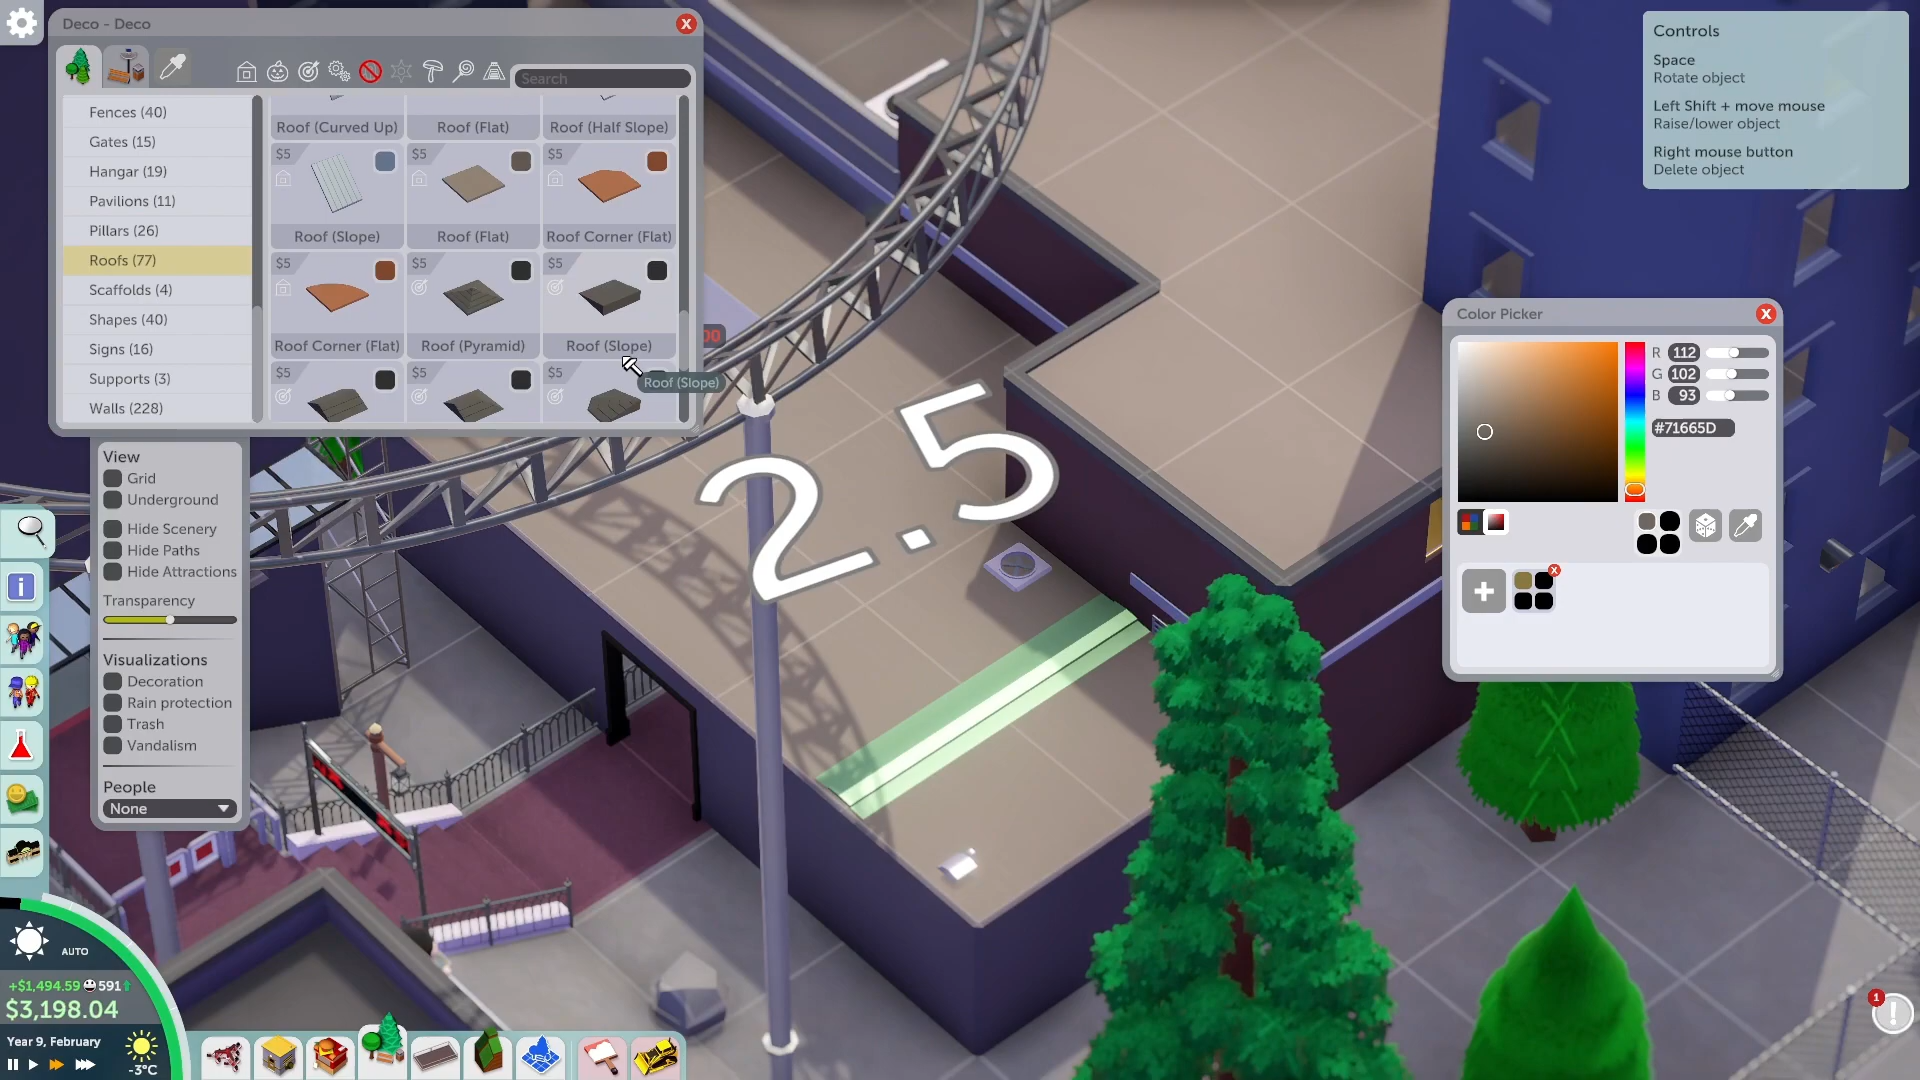 Deco - Deco
X
Search
Fences (40)
Gates (15)
Hangar (19)
Pavilions (11)
Pillars (26)
Roofs (77)
Scaffolds (4)
Shapes (40)
Signs (16)
Supports (3)
Walls (228)
Roof (Curved Up)
Roof (Flat)
Roof (Half Slope)
$5
$5
$5
Roof (Slope)
Roof (Flat)
Roof Corner (Flat)
$5
$5
$5
Roof Corner (Flat)
Roof (Pyramid)
Roof (Slope)
$5
$5
$5
Roof (Slope)
00
Controls
Space
Rotate object
Left Shift + move mouse
Raise/lower object
Right mouse button
Delete object
Color Picker
X
R 112
G 102
B 93
#71665D
X
2.5
View
Grid
Underground
Hide Scenery
Hide Paths
Hide Attractions
Transparency
Visualizations
Decoration
Rain protection
Trash
Vandalism
People
None
AUTO
+$1,494.59 591
$3,198.04
Year 9, February
-3°C
1